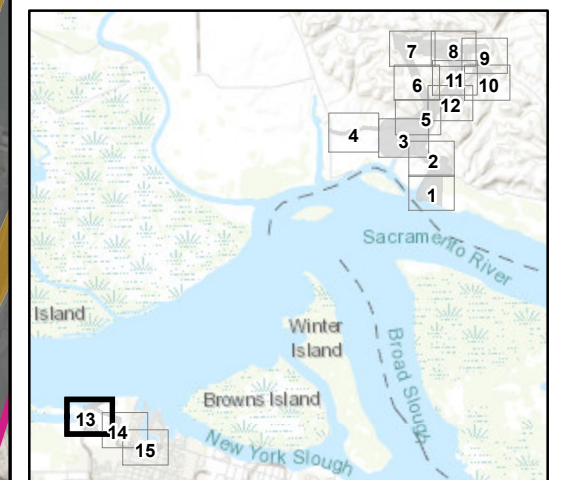 7
8
9
6
11
10
12
5
4
3
2
1
Sacramento River
Island
Winter
Island
Broad Slough
Browns Island
13
14
New York Slough
15